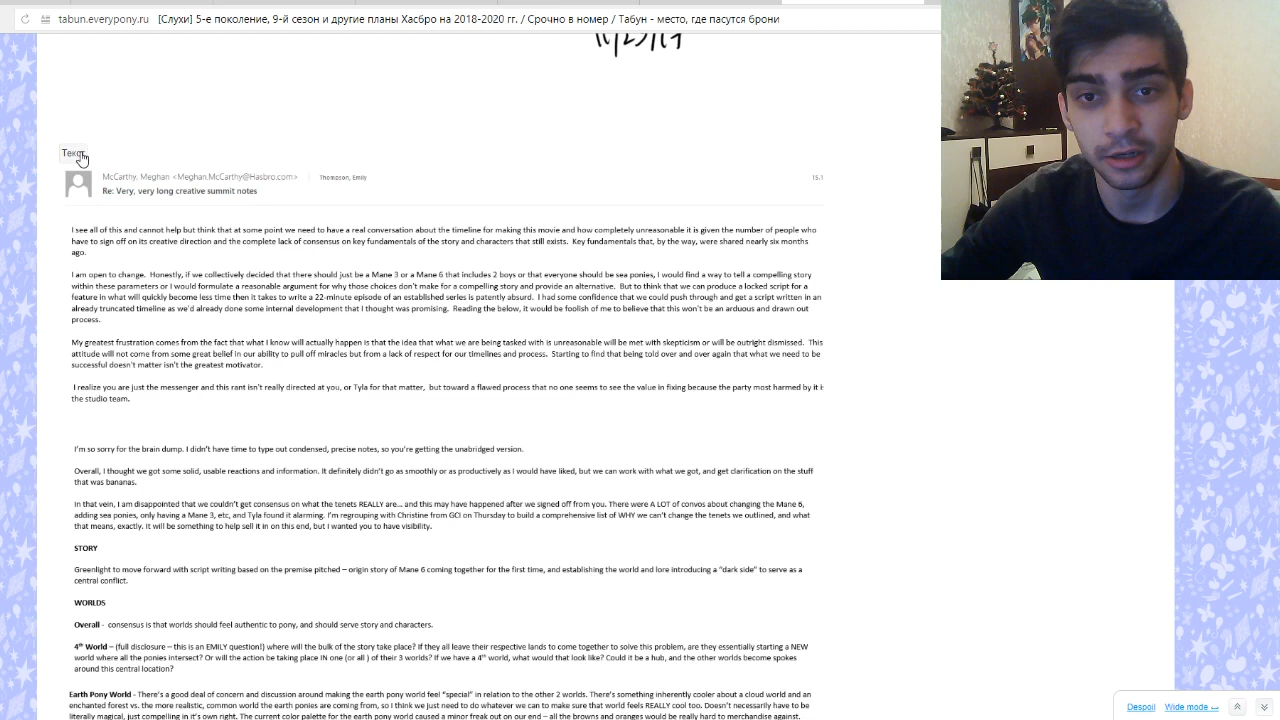 tabun.everypony.ru [Слухи] 5-е поколение, 9-й сезон и другие планы Хасбро на 2018-2020 гг. / Срочно в номер / Табун - место, где пасутся брони
Текст
McCarthy, Meghan <Meghan.McCarthy@Hasbro.com> Thompson, Emily 15.1
Re: Very, very long creative summit notes
I see all of this and cannot help but think that at some point we need to have a real conversation about the timeline for making this movie and how completely unreasonable it is given the number of people who
have to sign off on its creative direction and the complete lack of consensus on key fundamentals of the story and characters that still exists. Key fundamentals that, by the way, were shared nearly six months
ago.
I am open to change. Honestly, if we collectively decided that there should just be a Mane 3 or a Mane 6 that includes 2 boys or that everyone should be sea ponies, I would find a way to tell a compelling story
within these parameters or I would formulate a reasonable argument for why those choices don't make for a compelling story and provide an alternative. But to think that we can produce a locked script for a
feature in what will quickly become less time then it takes to write a 22-minute episode of an established series is patently absurd. I had some confidence that we could push through and get a script written in an
already truncated timeline as we'd already done some internal development that I thought was promising. Reading the below, it would be foolish of me to believe that this won't be an arduous and drawn out
process.
My greatest frustration comes from the fact that what I know will actually happen is that the idea that what we are being tasked with is unreasonable will be met with skepticism or will be outright dismissed. This
attitude will not come from some great belief in our ability to pull off miracles but from a lack of respect for our timelines and process. Starting to find that being told over and over again that what we need to be
successful doesn't matter isn't the greatest motivator.
I realize you are just the messenger and this rant isn't really directed at you, or Tyla for that matter, but toward a flawed process that no one seems to see the value in fixing because the party most harmed by it i
the studio team.
I'm so sorry for the brain dump. I didn't have time to type out condensed, precise notes, so you're getting the unabridged version.
Overall, I thought we got some solid, usable reactions and information. It definitely didn't go as smoothly or as productively as I would have liked, but we can work with what we got, and get clarification on the stuff
that was bananas.
In that vein, I am disappointed that we couldn't get consensus on what the tenets REALLY are... and this may have happened after we signed off from you. There were A LOT of convos about changing the Mane 6,
adding sea ponies, only having a Mane 3, etc, and Tyla found it alarming. I'm regrouping with Christine from GCI on Thursday to build a comprehensive list of WHY we can't change the tenets we outlined, and what
that means, exactly. It will be something to help sell it in on this end, but I wanted you to have visibility.
STORY
Greenlight to move forward with script writing based on the premise pitched – origin story of Mane 6 coming together for the first time, and establishing the world and lore introducing a "dark side" to serve as a
central conflict.
WORLDS
Overall - consensus is that worlds should feel authentic to pony, and should serve story and characters.
4th World – (full disclosure – this is an EMILY question!) where will the bulk of the story take place? If they all leave their respective lands to come together to solve this problem, are they essentially starting a NEW
world where all the ponies intersect? Or will the action be taking place IN one (or all ) of their 3 worlds? If we have a 4th world, what would that look like? Could it be a hub, and the other worlds become spokes
around this central location?
Earth Pony World - There's a good deal of concern and discussion around making the earth pony world feel "special" in relation to the other 2 worlds. There's something inherently cooler about a cloud world and an
enchanted forest vs. the more realistic, common world the earth ponies are coming from, so I think we just need to do whatever we can to make sure that world feels REALLY cool too. Doesn't necessarily have to be
literally magical, just compelling in it's own right. The current color palette for the earth pony world caused a minor freak out on our end – all the browns and oranges would be really hard to merchandise against.
Despoil Wide mode